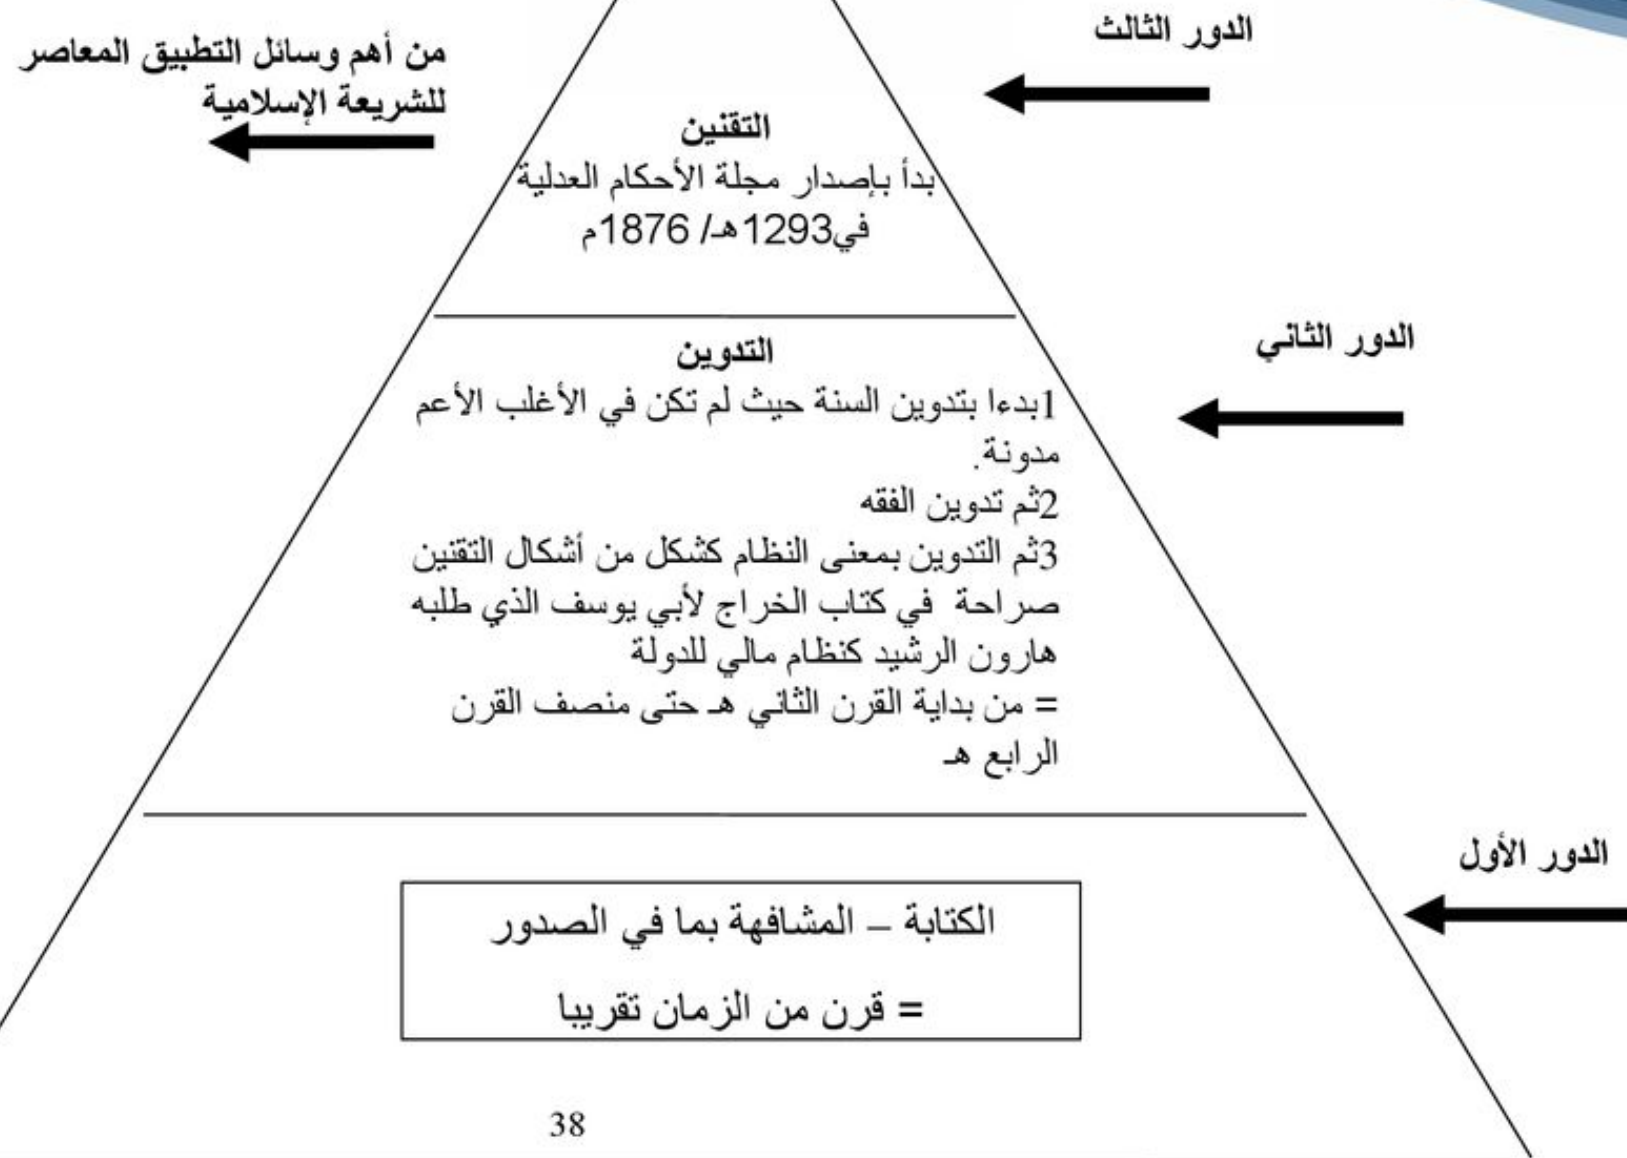 الدور الثالث
من أهم وسائل التطبيق المعاصر
للشريعة الإسلامية
التقنين
بدأ بإصدار مجلة الأحكام العدلية
في1293هـ/ 1876م
الدور الثاني
التدوين
1بدءا بتدوين السنة حيث لم تكن في الأغلب الأعم
مدونة.
2ثم تدوين الفقه
3ثم التدوين بمعنى النظام كشكل من أشكال التقنين
صراحة في كتاب الخراج لأبي يوسف الذي طلبه
هارون الرشيد كنظام مالي للدولة
= من بداية القرن الثاني هـ حتى منصف القرن
الرابع هـ
الدور الأول
الكتابة – المشافهة بما في الصدور
= قرن من الزمان تقريبا
38